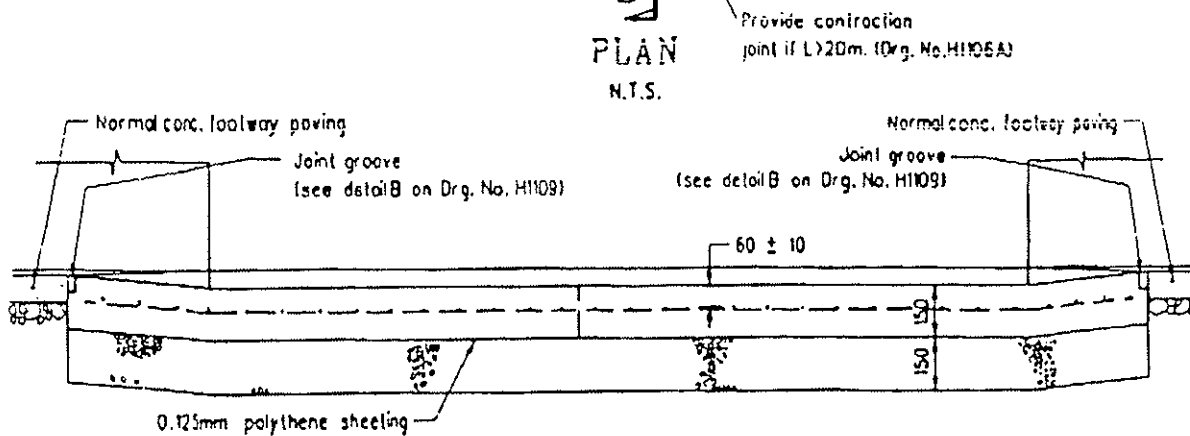 Provide contraction
joint if L>20m. (Drg. No.H1106A)
PLAN
N.T.S.
Normal conc. footway paving
Normal conc. footway paving
Joint groove
(see detail B on Drg. No. H1109)
Joint groove
(see detail B on Drg. No. H1109)
60 ± 10
150
150
0.125mm polythene sheeting